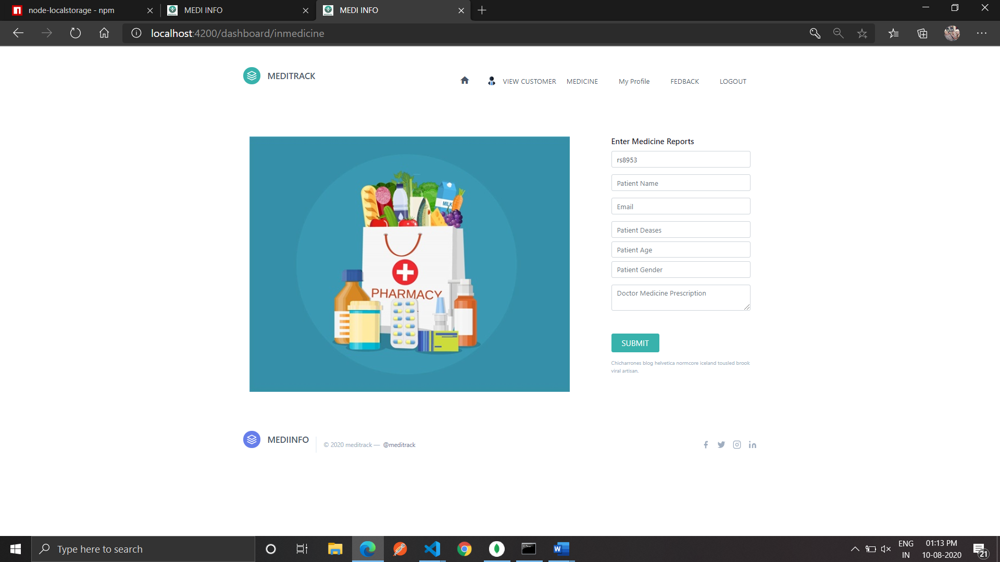 node-localstorage - npm
MEDI INFO
MEDI INFO
localhost:4200/dashboard/inmedicine
MEDITRACK
VIEW CUSTOMER
MEDICINE
My Profile
FEDBACK
LOGOUT
MILK
PHARMACY
Enter Medicine Reports
rs8953
Patient Name
Email
Patient Deases
Patient Age
Patient Gender
Doctor Medicine Prescription
SUBMIT
Chicharrones blog helvetica normcore iceland tousled brook
viral artisan.
MEDIINFO
© 2020 meditrack — @meditrack
Type here to search
ENG
IN
01:13 PM
10-08-2020
21